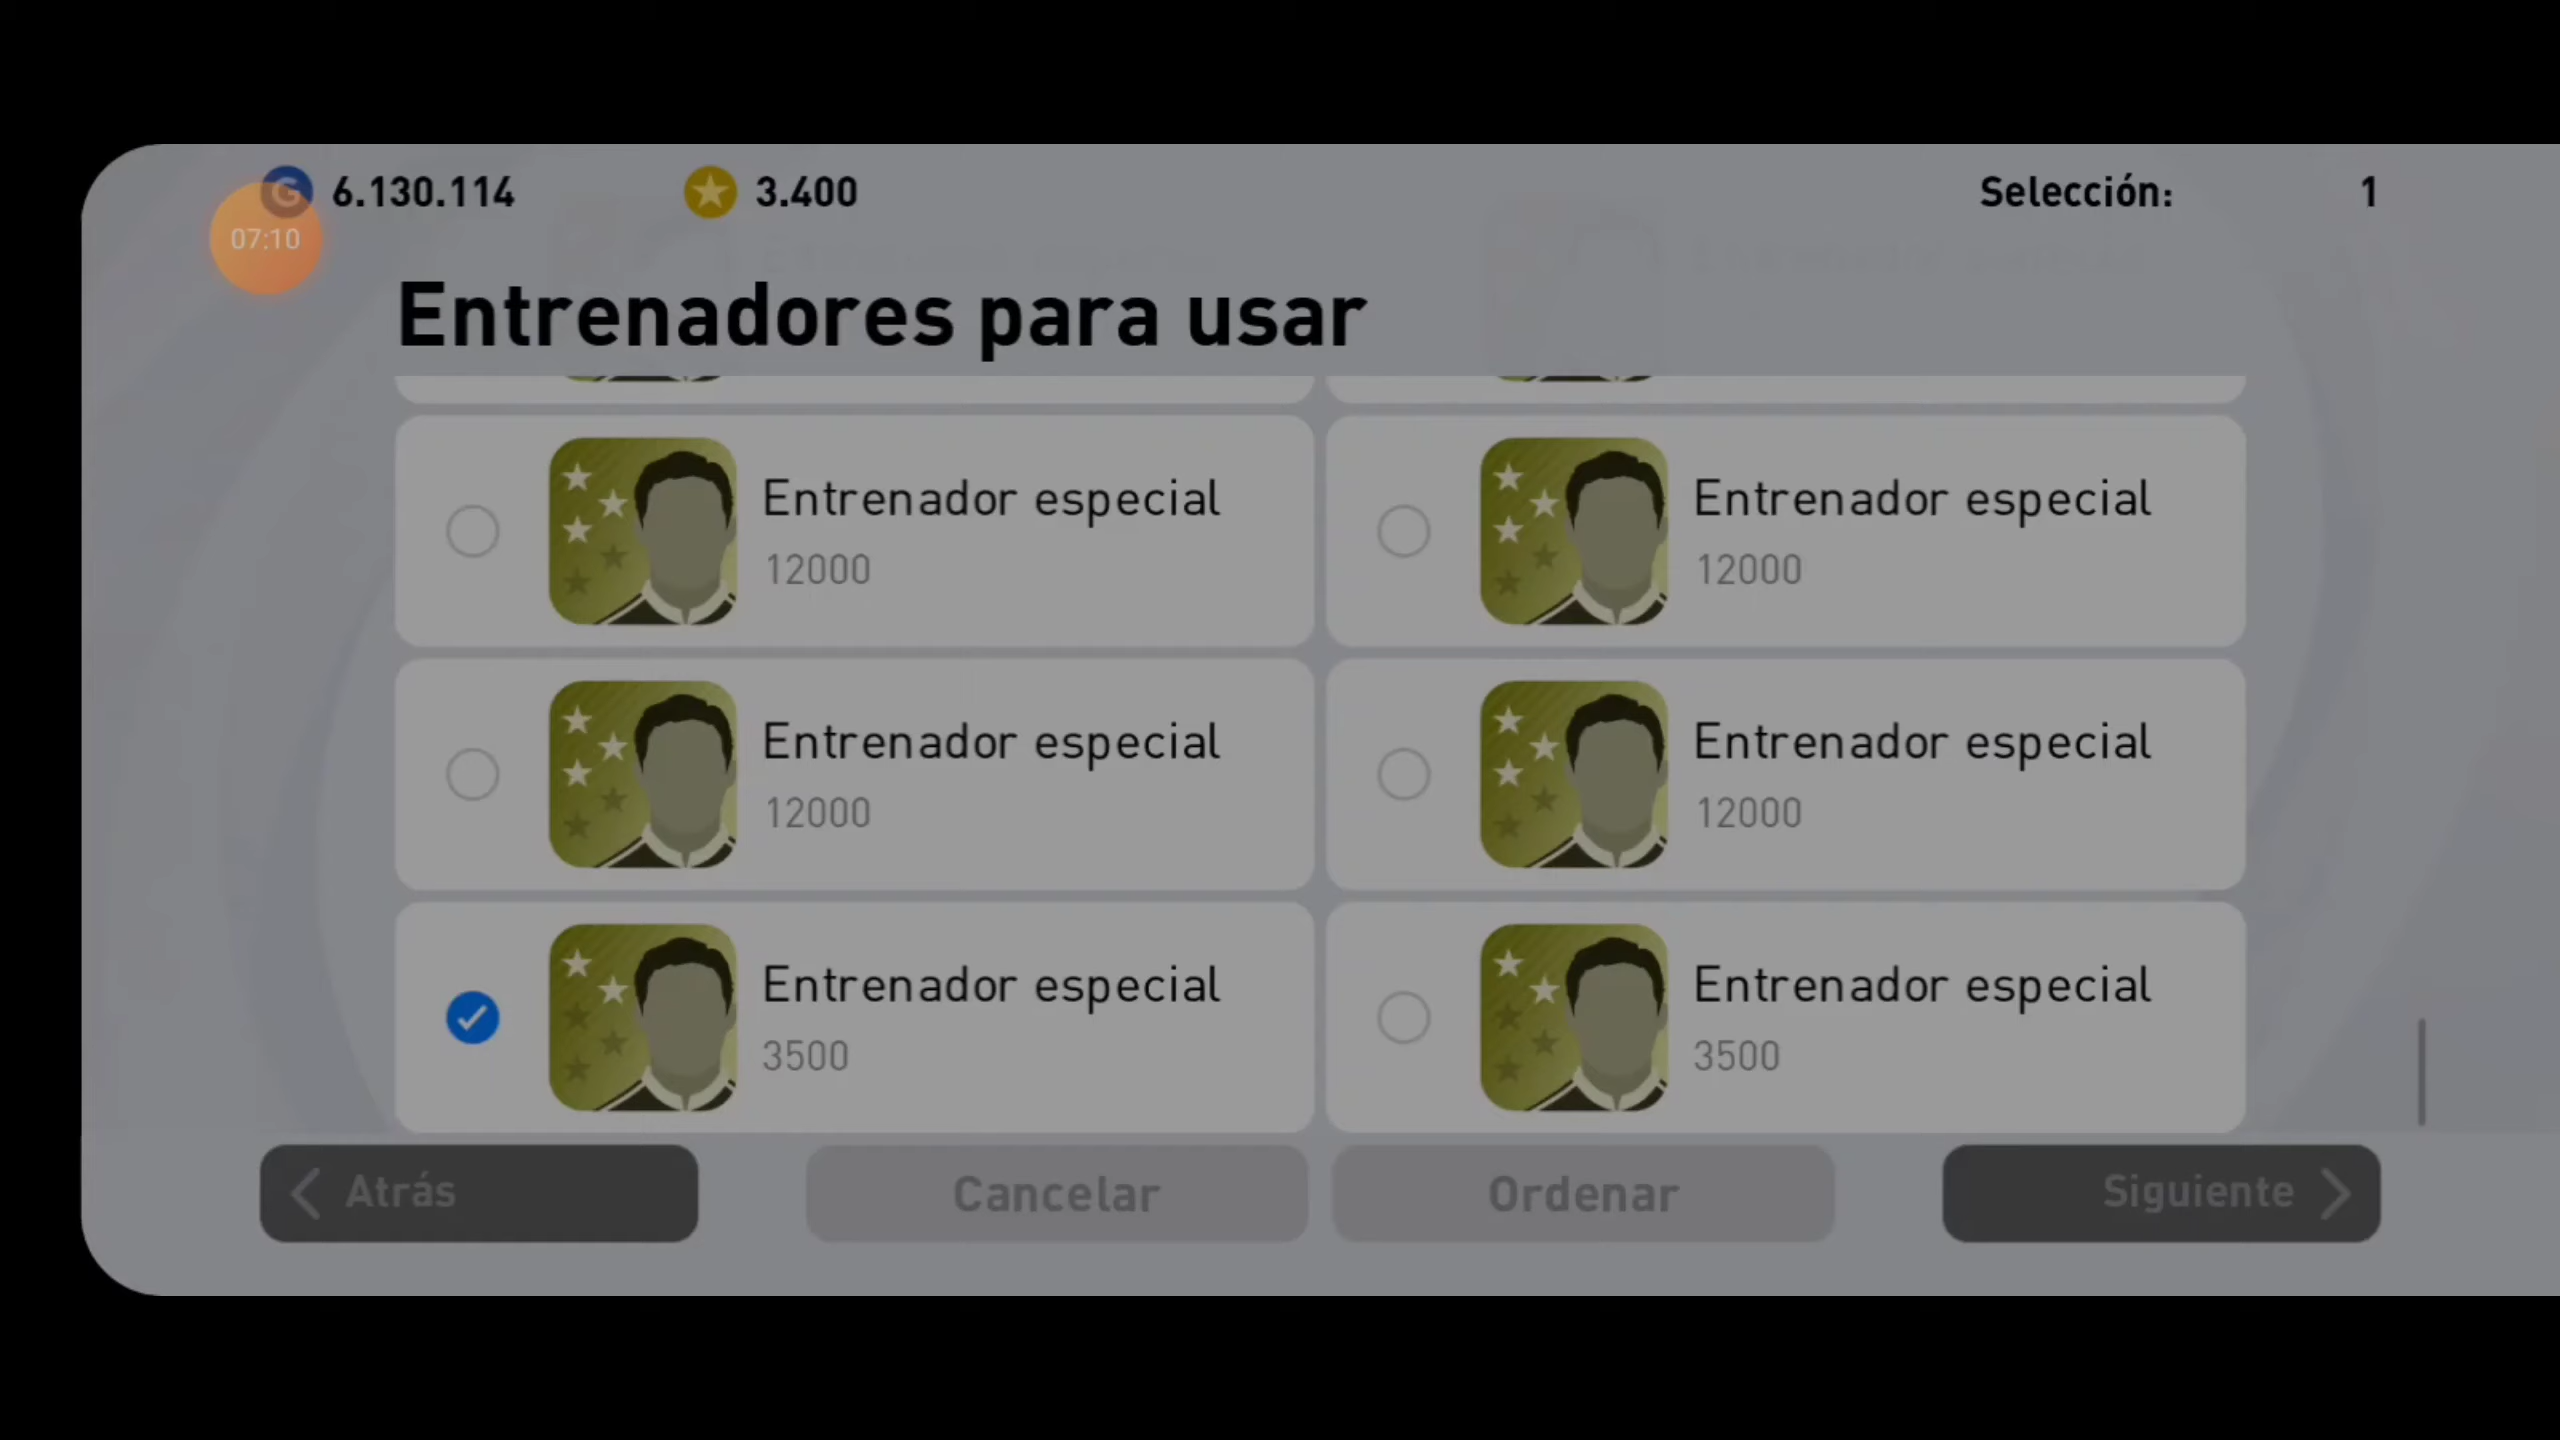 G 6.130.114 3.400 Selección: 1
07:10
Entrenadores para usar
Entrenador especial
12000
Entrenador especial
12000
Entrenador especial
12000
Entrenador especial
12000
Entrenador especial
3500
Entrenador especial
3500
Atrás Cancelar Ordenar Siguiente